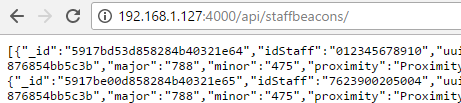 192.168.1.127:4000/api/staffbeacons/
[{"_id":"5917bd53d858284b40321e64","idStaff":"012345678910","uui
876854bb5c3b","major":"788","minor":"475","proximity":"Proximity
{"_id":"5917be00d858284b40321e65","idStaff":"7623900205004","uuid
876854bb5c3b","major":"788","minor":"475","proximity":"Proximity